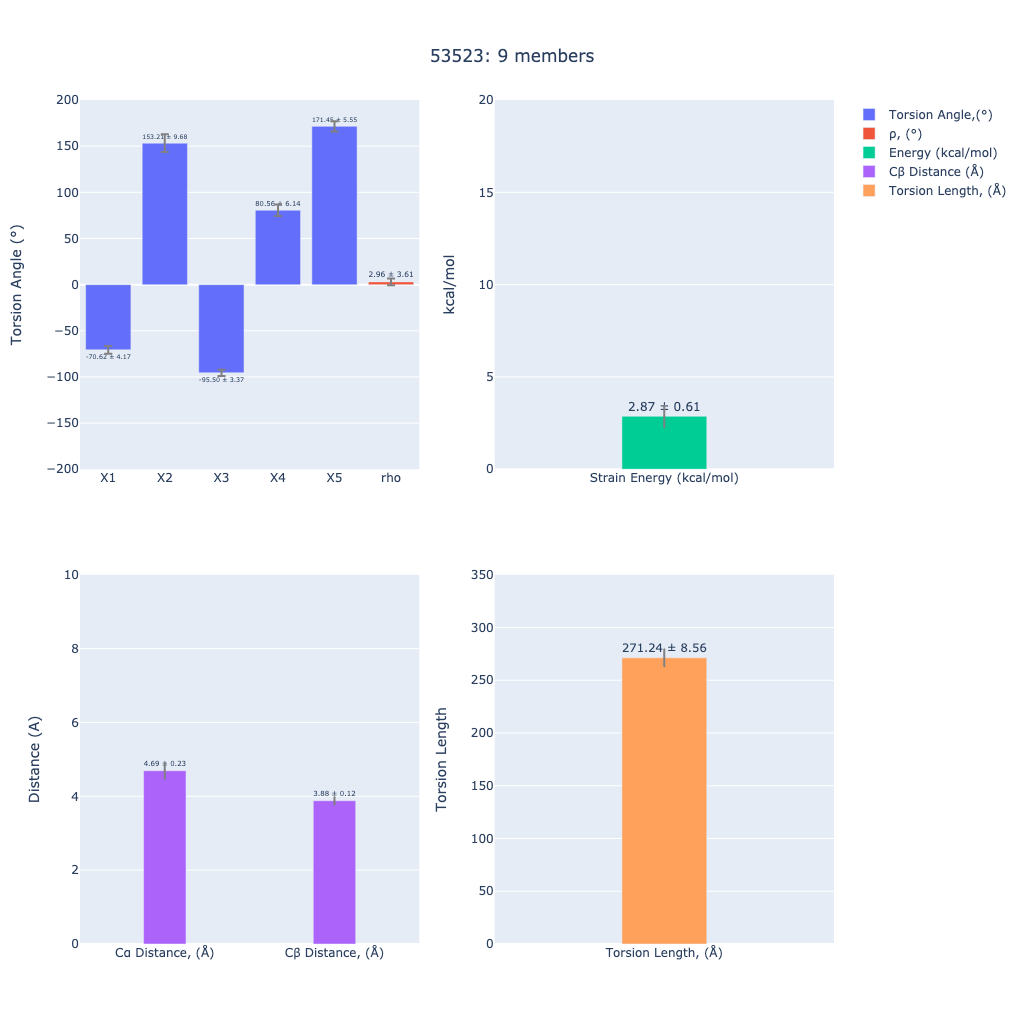 53523: 9 members
Torsion Angle (°)
200
150
100
50
0
−50
−100
−150
−200
-70.62 ± 4.17
153.21 ± 9.68
-95.50 ± 3.37
80.56 ± 6.14
171.45 ± 5.55
2.96 ± 3.61
X1
X2
X3
X4
X5
rho
kcal/mol
20
15
10
5
0
2.87 ± 0.61
Strain Energy (kcal/mol)
Torsion Angle,(°)
ρ, (°)
Energy (kcal/mol)
Cβ Distance (Å)
Torsion Length, (Å)
Distance (A)
10
8
6
4
2
0
4.69 ± 0.23
3.88 ± 0.12
Cα Distance, (Å)
Cβ Distance, (Å)
Torsion Length
350
300
250
200
150
100
50
0
271.24 ± 8.56
Torsion Length, (Å)